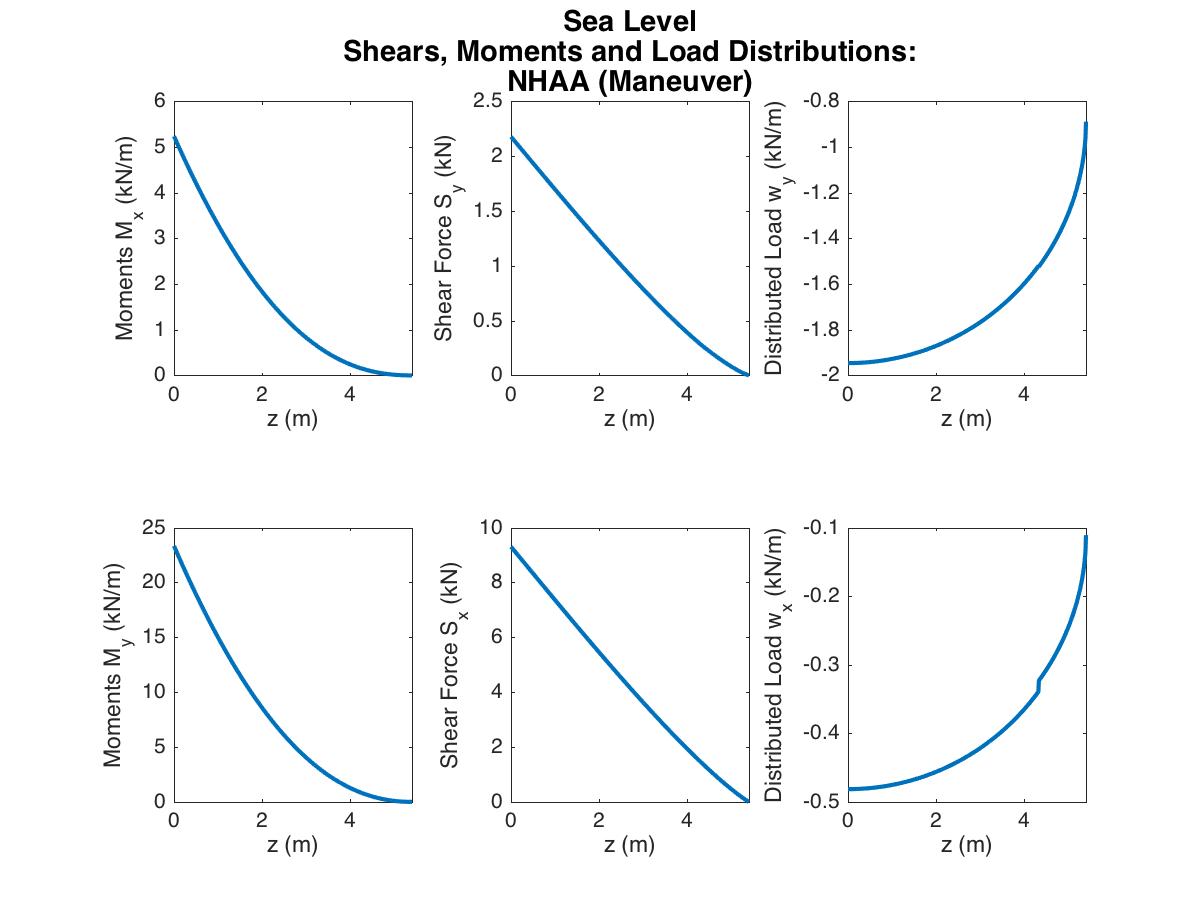 Sea Level
Shears, Moments and Load Distributions:
NHAA (Maneuver)
Moments M_x (kN/m)
6
5
4
3
2
1
0
0 2 4
z (m)
Shear Force S_y (kN)
2.5
2
1.5
1
0.5
0
0 2 4
z (m)
Distributed Load w_y (kN/m)
-0.8
-1
-1.2
-1.4
-1.6
-1.8
-2
0 2 4
z (m)
Moments M_y (kN/m)
25
20
15
10
5
0
0 2 4
z (m)
Shear Force S_x (kN)
10
8
6
4
2
0
0 2 4
z (m)
Distributed Load w_x (kN/m)
-0.1
-0.2
-0.3
-0.4
-0.5
0 2 4
z (m)